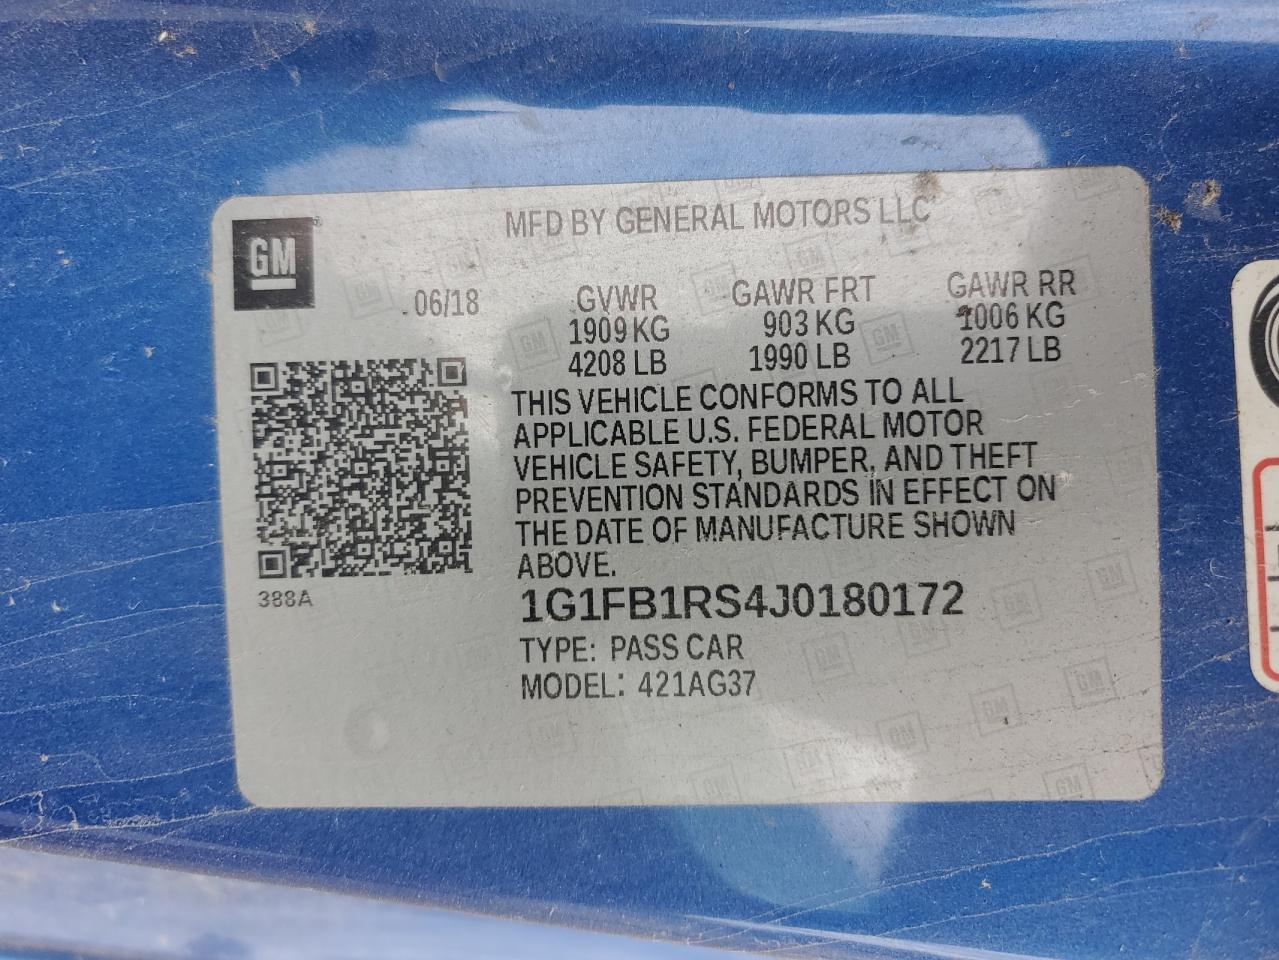 MFD BY GENERAL MOTORS LLC
GM
06/18
GVWR GAWR FRT GAWR RR
1909 KG 903 KG 1006 KG
4208 LB 1990 LB 2217 LB
THIS VEHICLE CONFORMS TO ALL
APPLICABLE U.S. FEDERAL MOTOR
VEHICLE SAFETY, BUMPER, AND THEFT
PREVENTION STANDARDS IN EFFECT ON
THE DATE OF MANUFACTURE SHOWN
ABOVE.
388A
1G1FB1RS4J0180172
TYPE: PASS CAR
MODEL: 421AG37